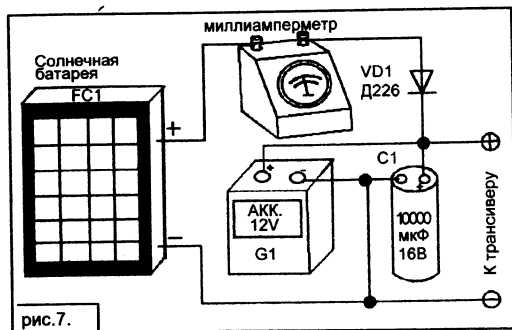 миллиамперметр
Солнечная
батарея
FC1
VD1
Д226
+
C1
+
-
+
АКК.
12V
G1
10000
мкФ
16В
+
К трансиверу
-
-
рис.7.